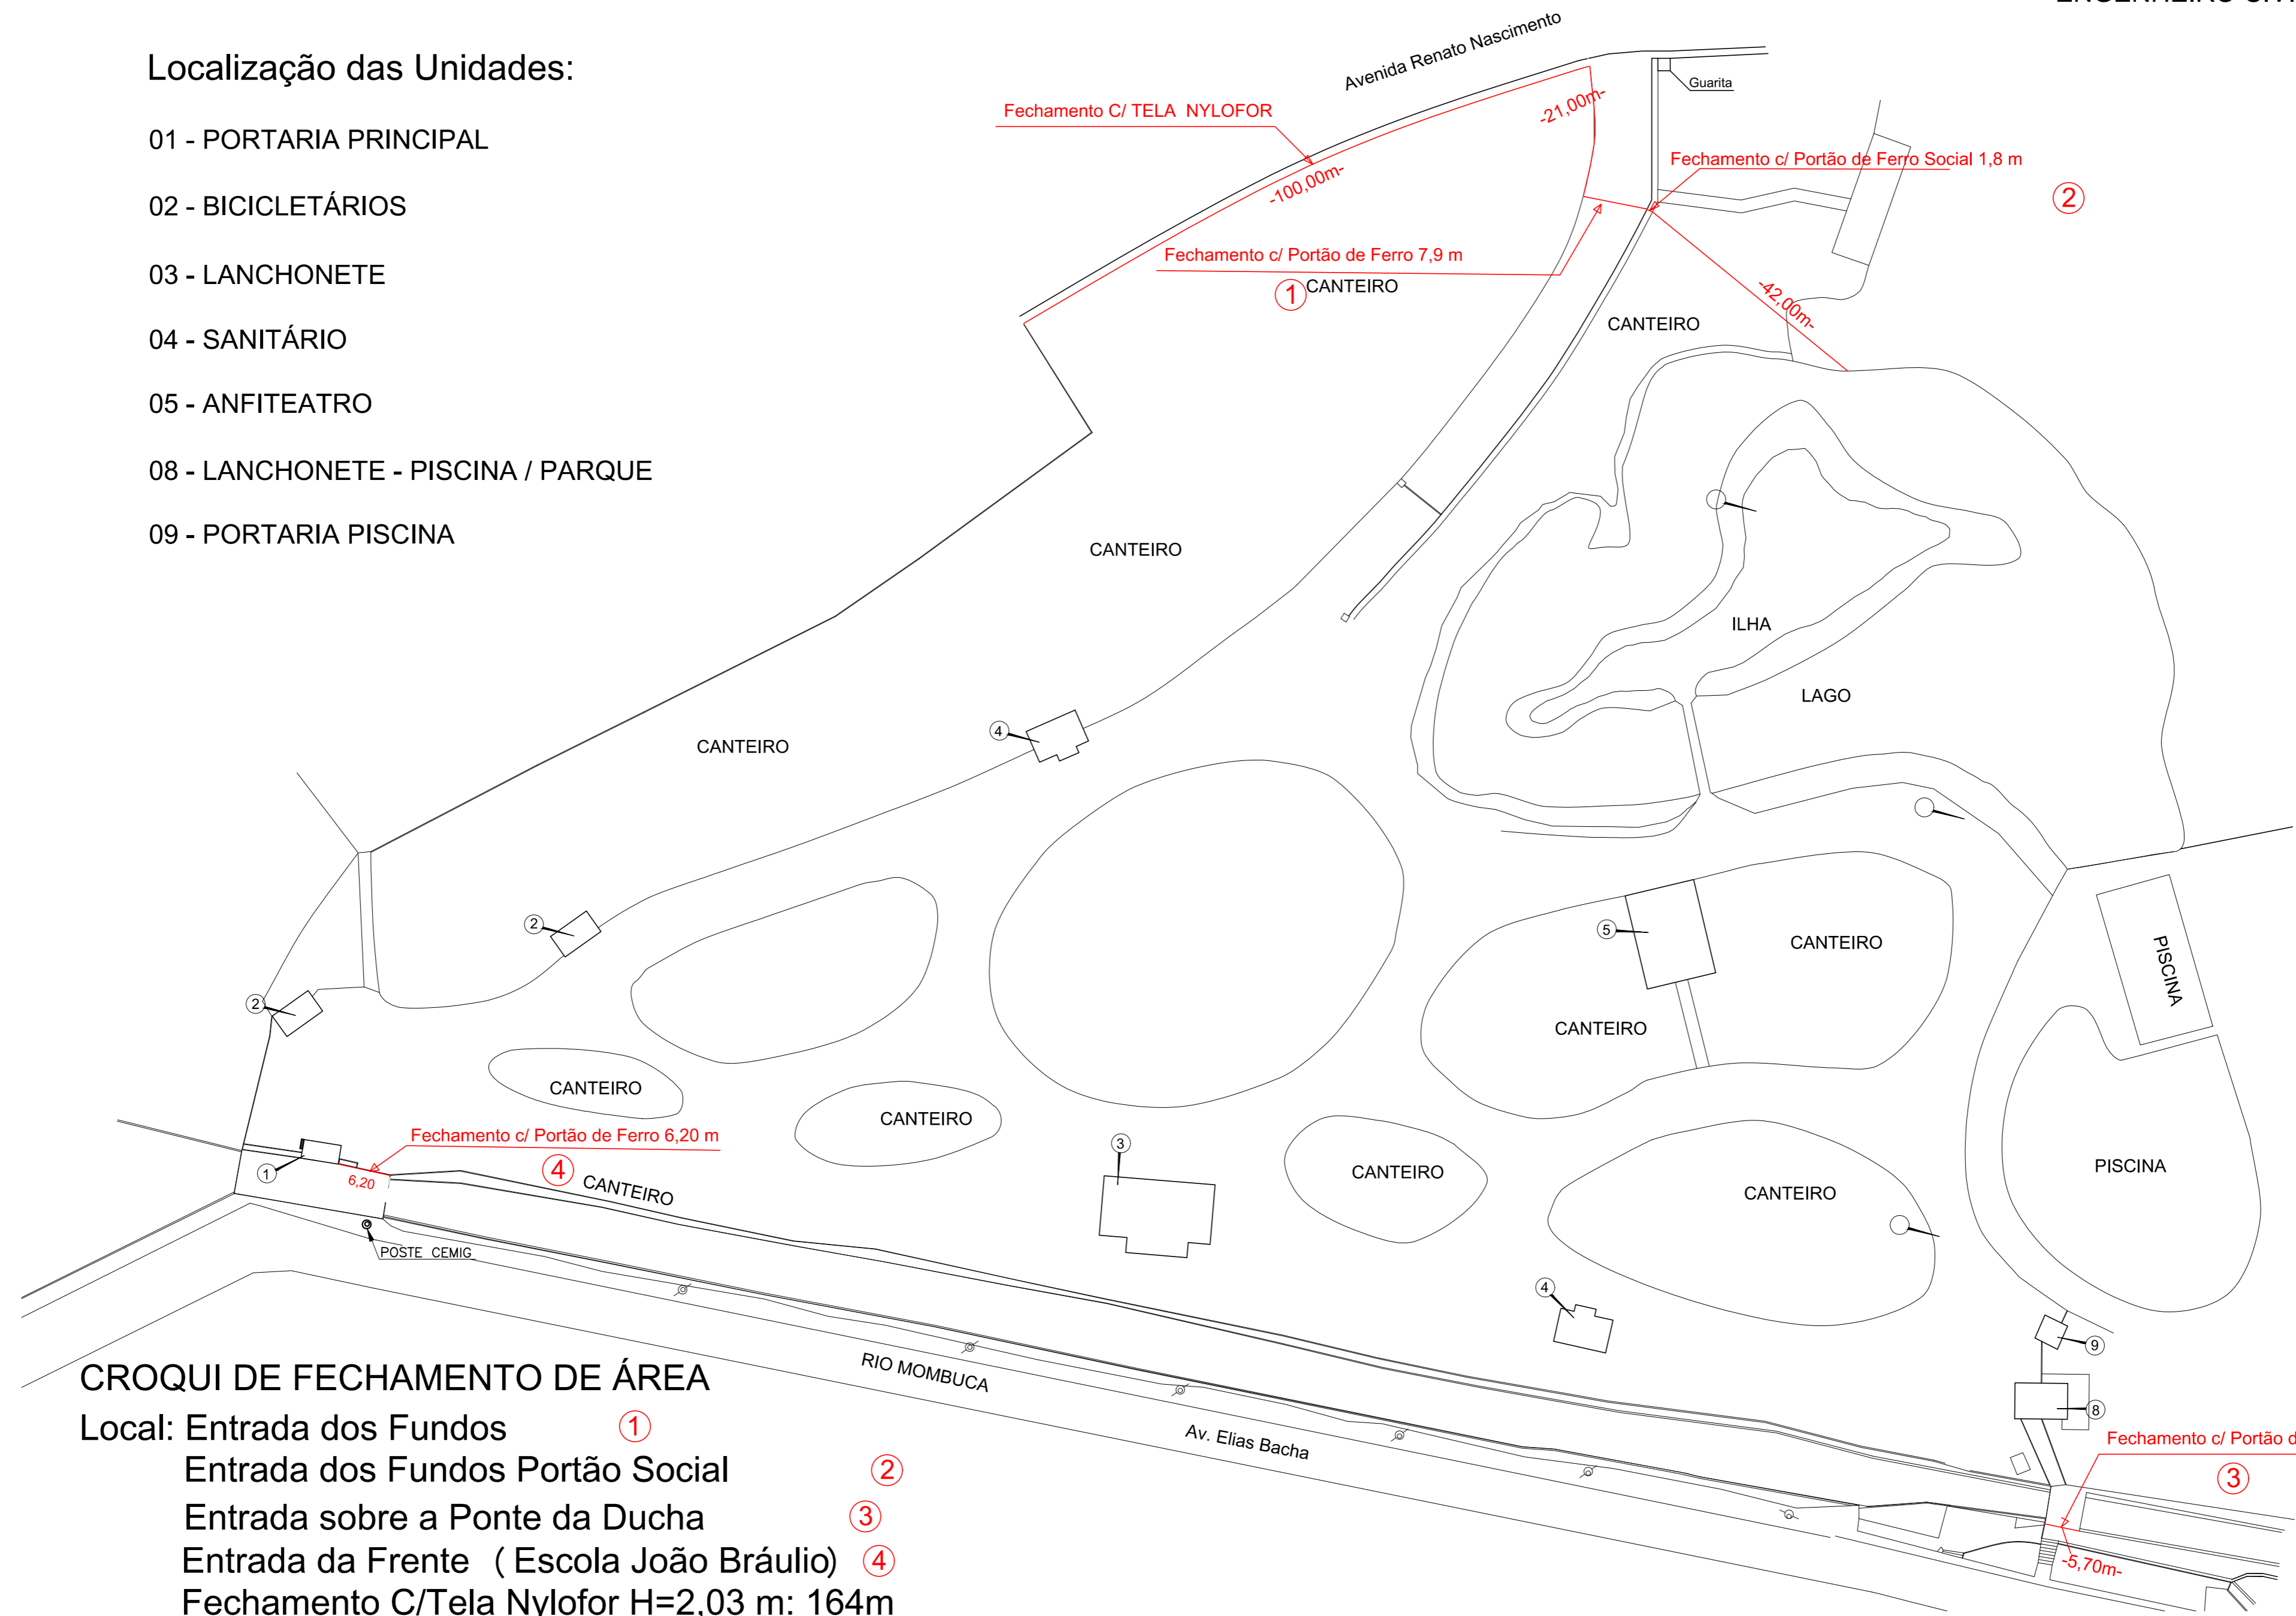 Localização das Unidades:
01 - PORTARIA PRINCIPAL
02 - BICICLETÁRIOS
03 - LANCHONETE
04 - SANITÁRIO
05 - ANFITEATRO
08 - LANCHONETE - PISCINA / PARQUE
09 - PORTARIA PISCINA
Avenida Renato Nascimento
Guarita
Fechamento C/ TELA NYLOFOR
-21,00m-
Fechamento c/ Portão de Ferro Social 1,8 m
-100,00m-
2
Fechamento c/ Portão de Ferro 7,9 m
1
CANTEIRO
-42,00m-
CANTEIRO
CANTEIRO
ILHA
LAGO
CANTEIRO
4
2
5
CANTEIRO
PISCINA
2
CANTEIRO
CANTEIRO
CANTEIRO
Fechamento c/ Portão de Ferro 6,20 m
3
4
1
6,20
CANTEIRO
CANTEIRO
CANTEIRO
PISCINA
POSTE CEMIG
4
9
8
RIO MOMBUCA
Av. Elias Bacha
Fechamento c/ Portão d
3
-5,70m-
CROQUI DE FECHAMENTO DE ÁREA
Local: Entrada dos Fundos 1
Entrada dos Fundos Portão Social 2
Entrada sobre a Ponte da Ducha 3
Entrada da Frente ( Escola João Bráulio) 4
Fechamento C/Tela Nylofor H=2,03 m: 164m